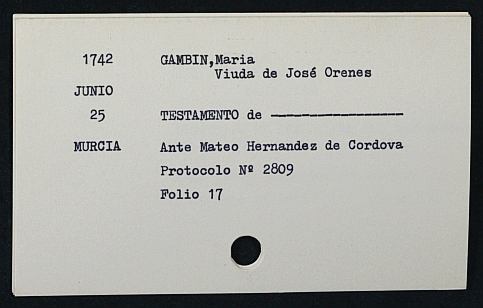 1742 GAMBIN,Maria
Viuda de José Orenes
JUNIO
25 TESTAMENTO de -----------------
MURCIA Ante Mateo Hernandez de Cordova
Protocolo Nº 2809
Folio 17